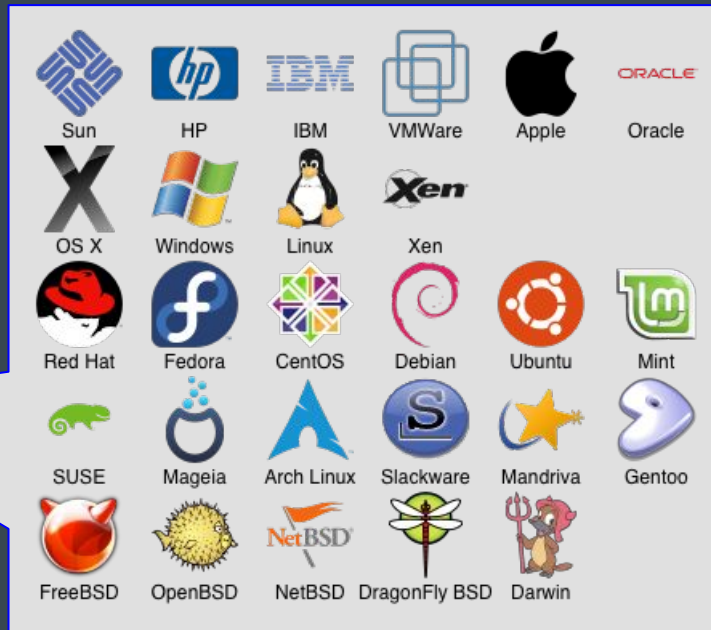 Sun
hp
HP
IBM
IBM
VMWare
Apple
ORACLE
Oracle
X
OS X
Windows
Linux
Xen
Xen
Red Hat
Fedora
CentOS
Debian
Ubuntu
lm
Mint
SUSE
Mageia
Arch Linux
S
Slackware
Mandriva
Gentoo
FreeBSD
OpenBSD
NetBSD
NetBSD
DragonFly BSD
Darwin